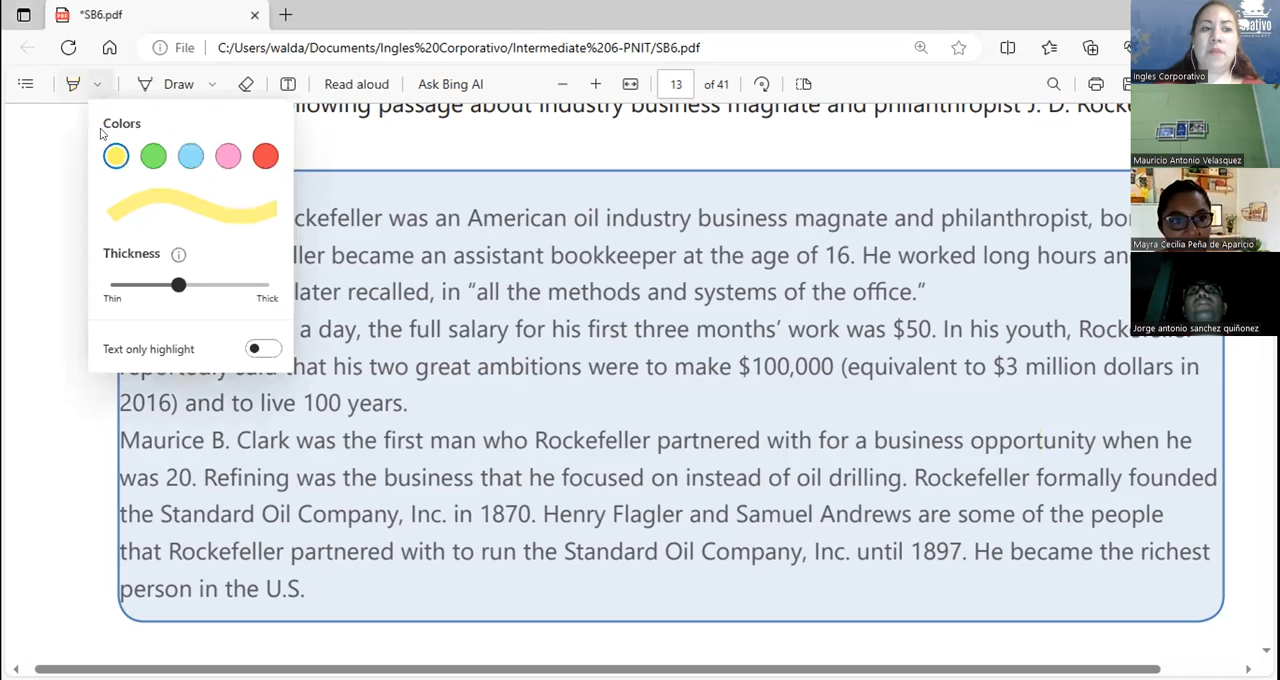 *SB6.pdf
File
C:/Users/walda/Documents/Ingles%20Corporativo/Intermediate%206-PNIT/SB6.pdf
Draw
Read aloud
Ask Bing AI
13
of 41
llowing passage about industry business magnate and philanthropist J. D. Rocke
Colors
Thickness
Thin
Thick
Text only highlight
ckefeller was an American oil industry business magnate and philanthropist, bor
ller became an assistant bookkeeper at the age of 16. He worked long hours an
later recalled, in “all the methods and systems of the office.”
a day, the full salary for his first three months’ work was $50. In his youth, Rockefeller
reportedly said that his two great ambitions were to make $100,000 (equivalent to $3 million dollars in
2016) and to live 100 years.
Maurice B. Clark was the first man who Rockefeller partnered with for a business opportunity when he
was 20. Refining was the business that he focused on instead of oil drilling. Rockefeller formally founded
the Standard Oil Company, Inc. in 1870. Henry Flagler and Samuel Andrews are some of the people
that Rockefeller partnered with to run the Standard Oil Company, Inc. until 1897. He became the richest
person in the U.S.
ativo
Ingles Corporativo
Mauricio Antonio Velasquez
Mayra Cecilia Peña de Aparicio
Jorge antonio sanchez quiñonez